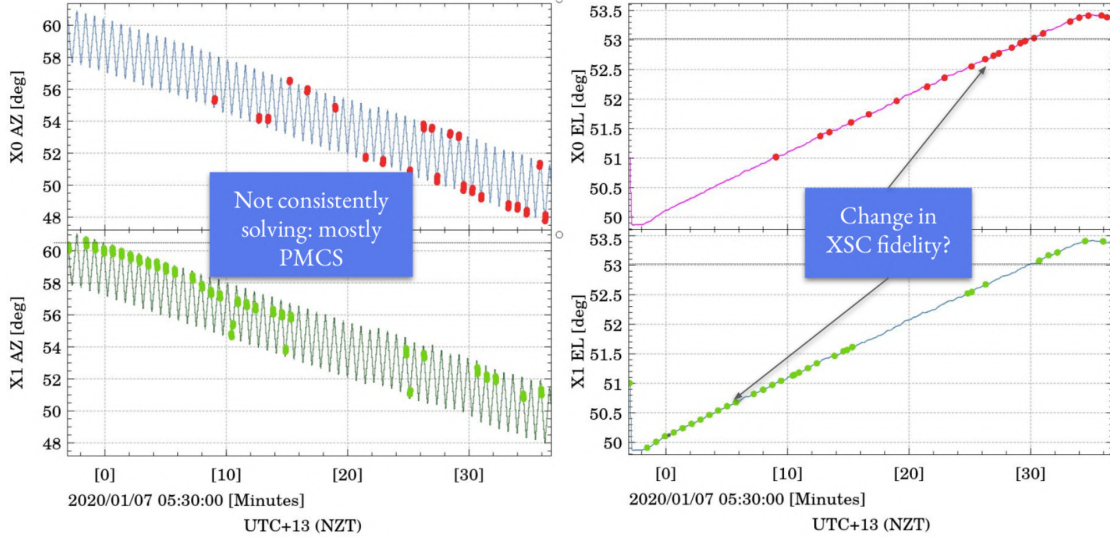 60
58
56
54
52
50
48
X0 AZ [deg]
60
58
56
54
52
50
48
X1 AZ [deg]
[0] [10] [20] [30]
2020/01/07 05:30:00 [Minutes]
UTC+13 (NZT)
Not consistently
solving: mostly
PMCS
53.5
53
52.5
52
51.5
51
50.5
50
X0 EL [deg]
53.5
53
52.5
52
51.5
51
50.5
50
X1 EL [deg]
[0] [10] [20] [30]
2020/01/07 05:30:00 [Minutes]
UTC+13 (NZT)
Change in
XSC fidelity?